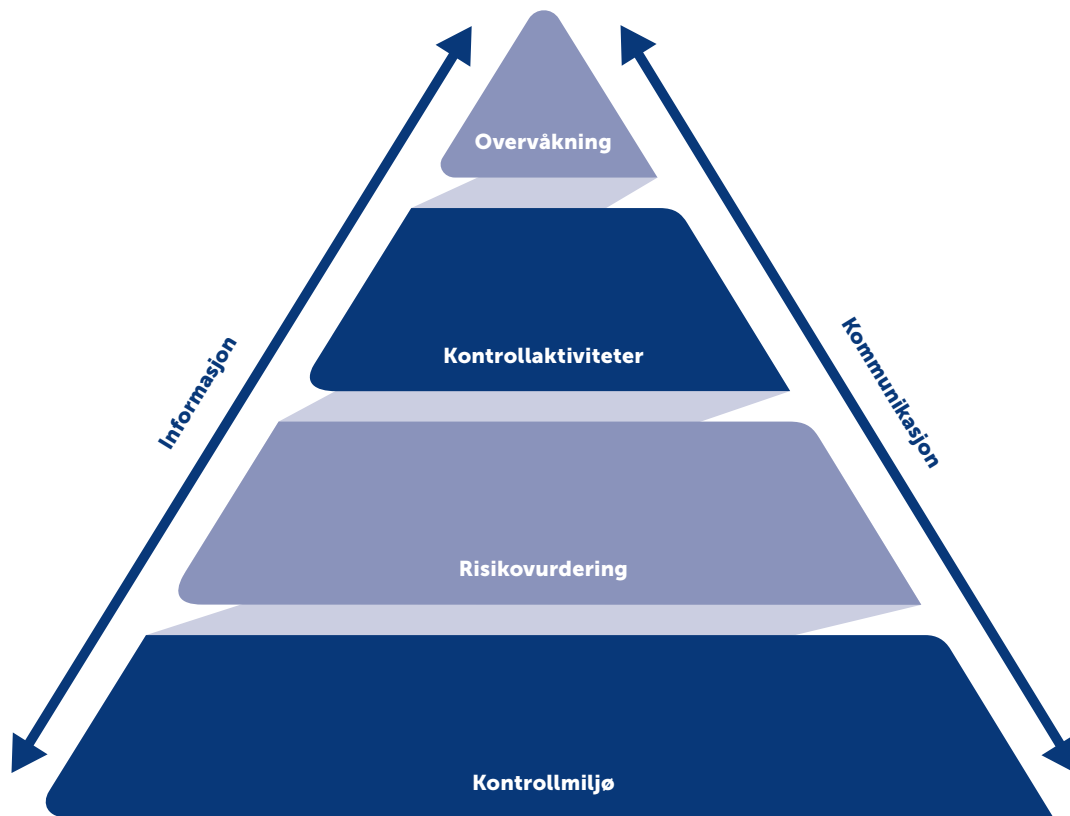 Overvåkning
Kontrollaktiviteter
Informasjon
Kommunikasjon
Risikovurdering
Kontrollmiljø